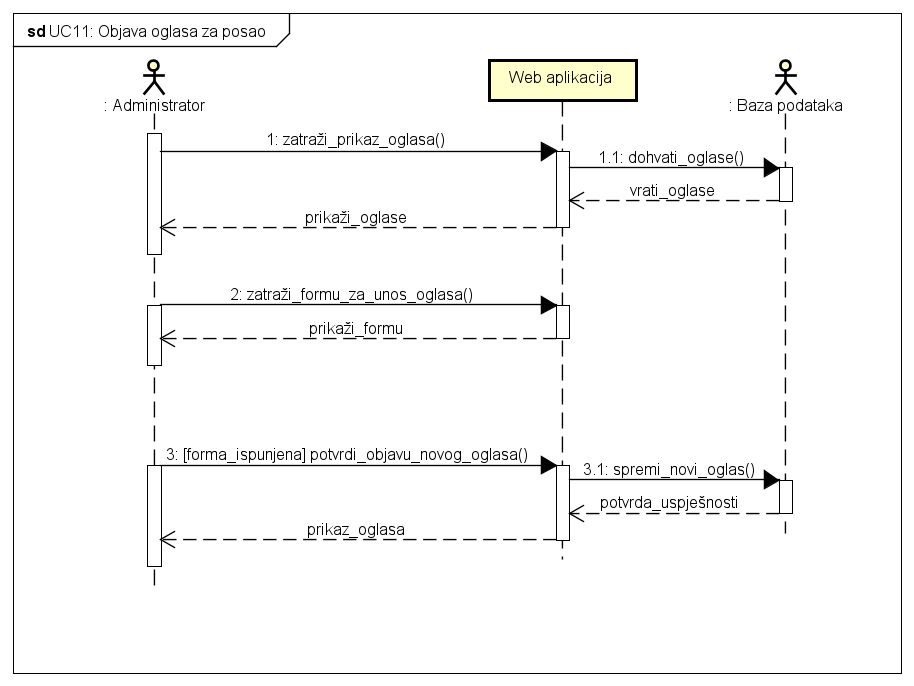 sd UC11: Objava oglasa za posao
: Administrator
Web aplikacija
: Baza podataka
1: zatraži_prikaz_oglasa()
1.1: dohvati_oglase()
vrati_oglase
prikaži_oglase
2: zatraži_formu_za_unos_oglasa()
prikaži_formu
3: [forma_ispunjena] potvrdi_objavu_novog_oglasa()
3.1: spremi_novi_oglas()
potvrda_uspješnosti
prikaz_oglasa